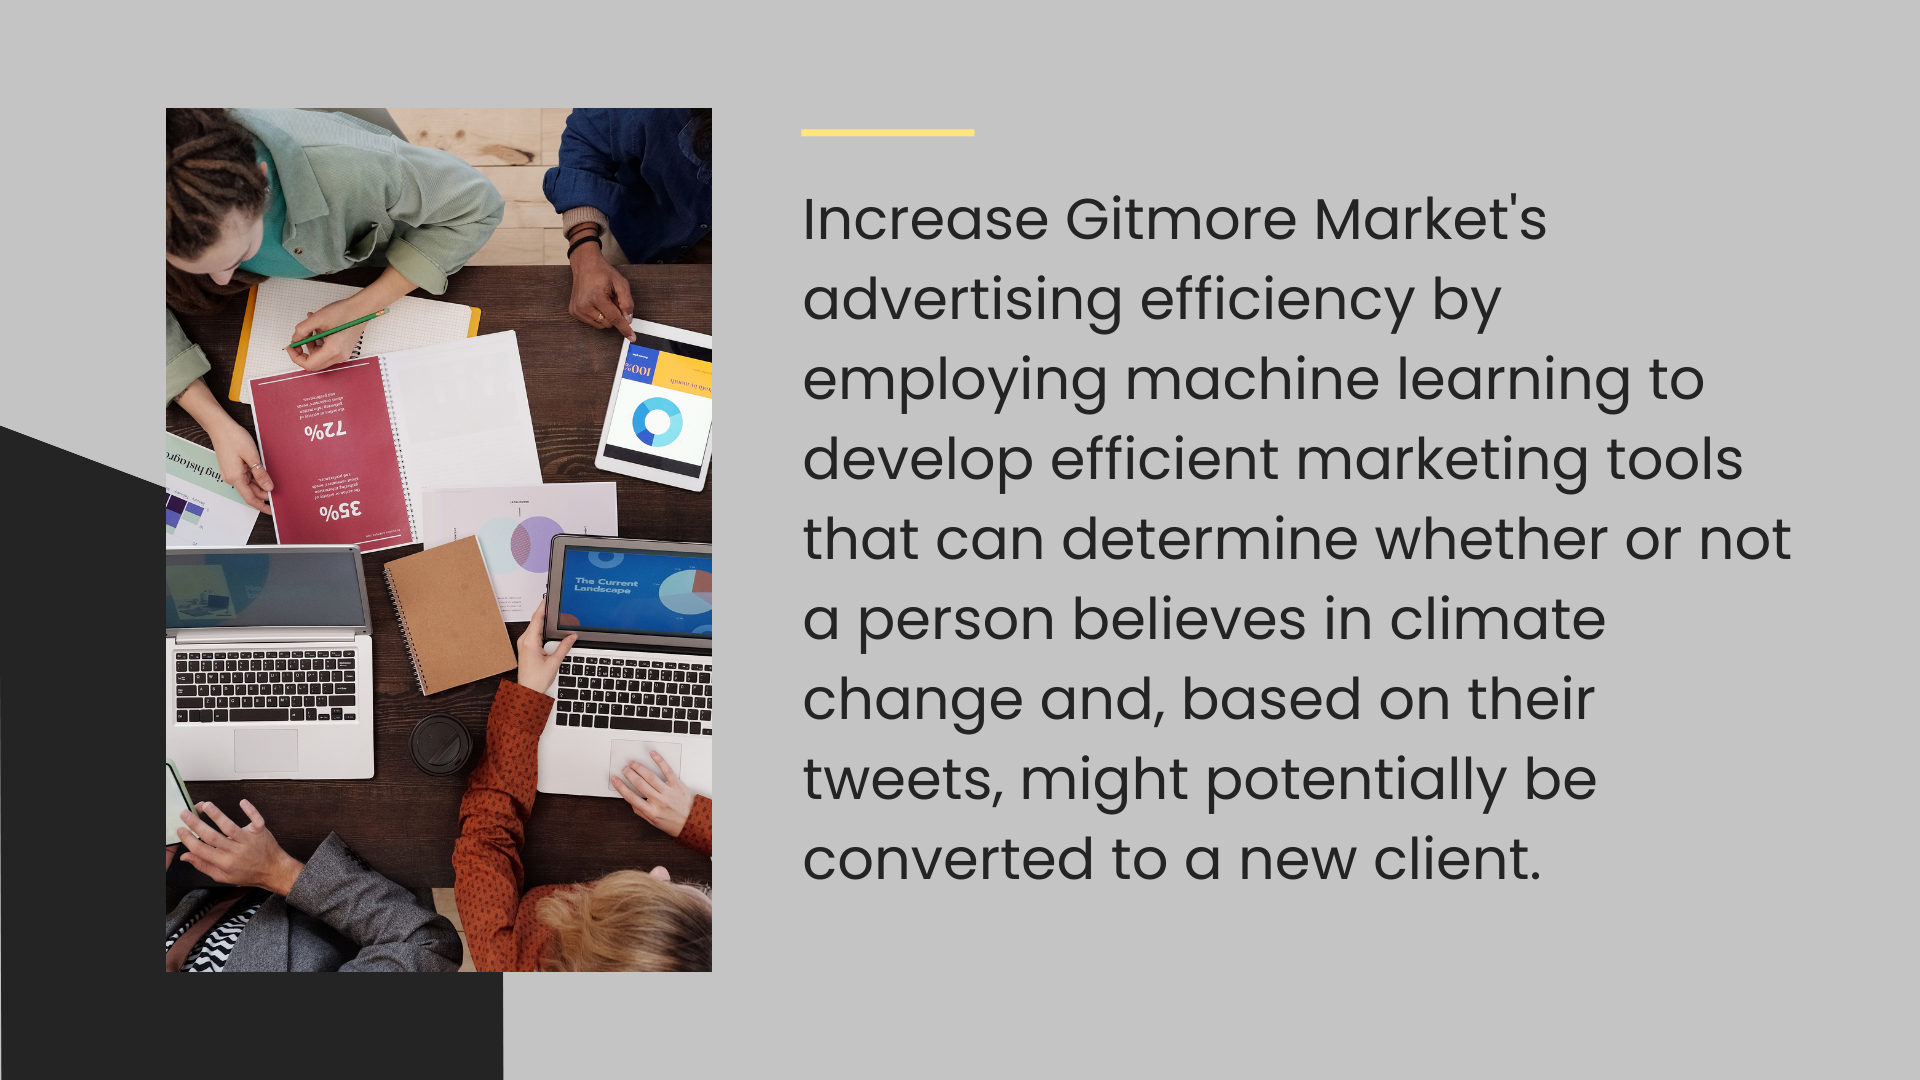 Increase Gitmore Market's
advertising efficiency by
employing machine learning to
develop efficient marketing tools
that can determine whether or not
a person believes in climate
change and, based on their
tweets, might potentially be
converted to a new client.
100%
72%
35%
The Current
Landscape